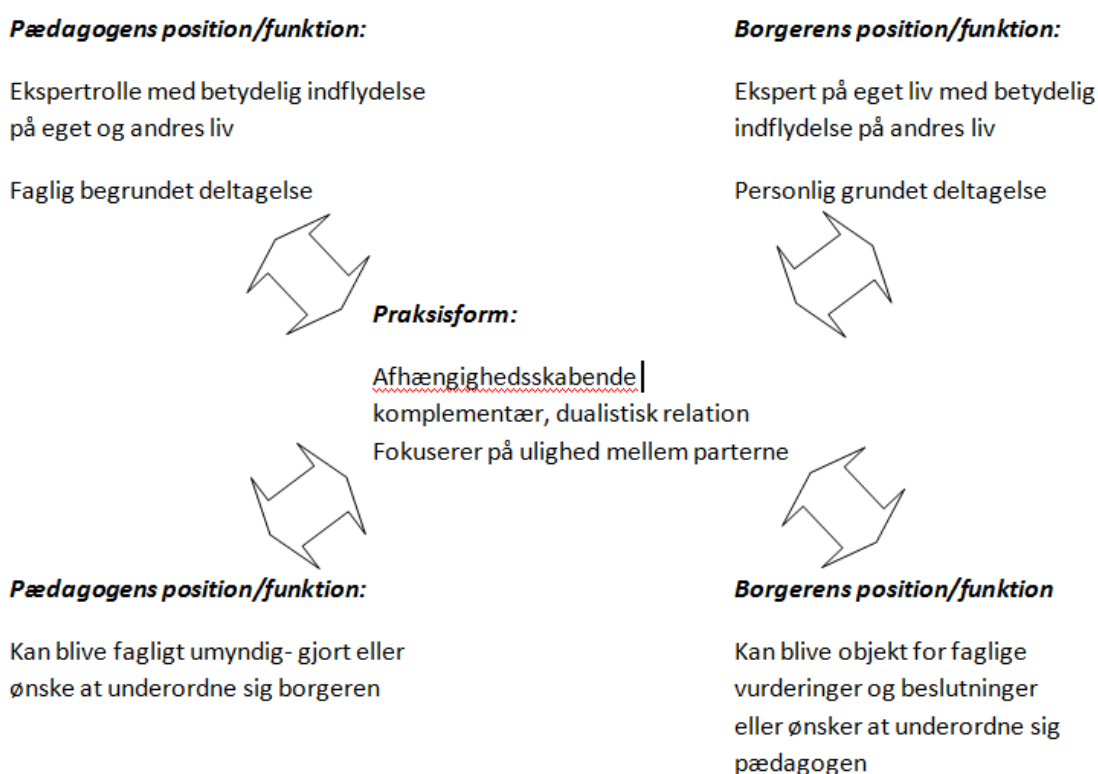 Pædagogens position/funktion:
Ekspertrolle med betydelig indflydelse
på eget og andres liv
Faglig begrundet deltagelse
Borgerens position/funktion:
Ekspert på eget liv med betydelig
indflydelse på andres liv
Personlig grundet deltagelse
Praksisform:
Afhængighedsskabende
komplementær, dualistisk relation
Fokuserer på ulighed mellem parterne
Pædagogens position/funktion:
Kan blive fagligt umyndig- gjort eller
ønske at underordne sig borgeren
Borgerens position/funktion
Kan blive objekt for faglige
vurderinger og beslutninger
eller ønsker at underordne sig
pædagogen